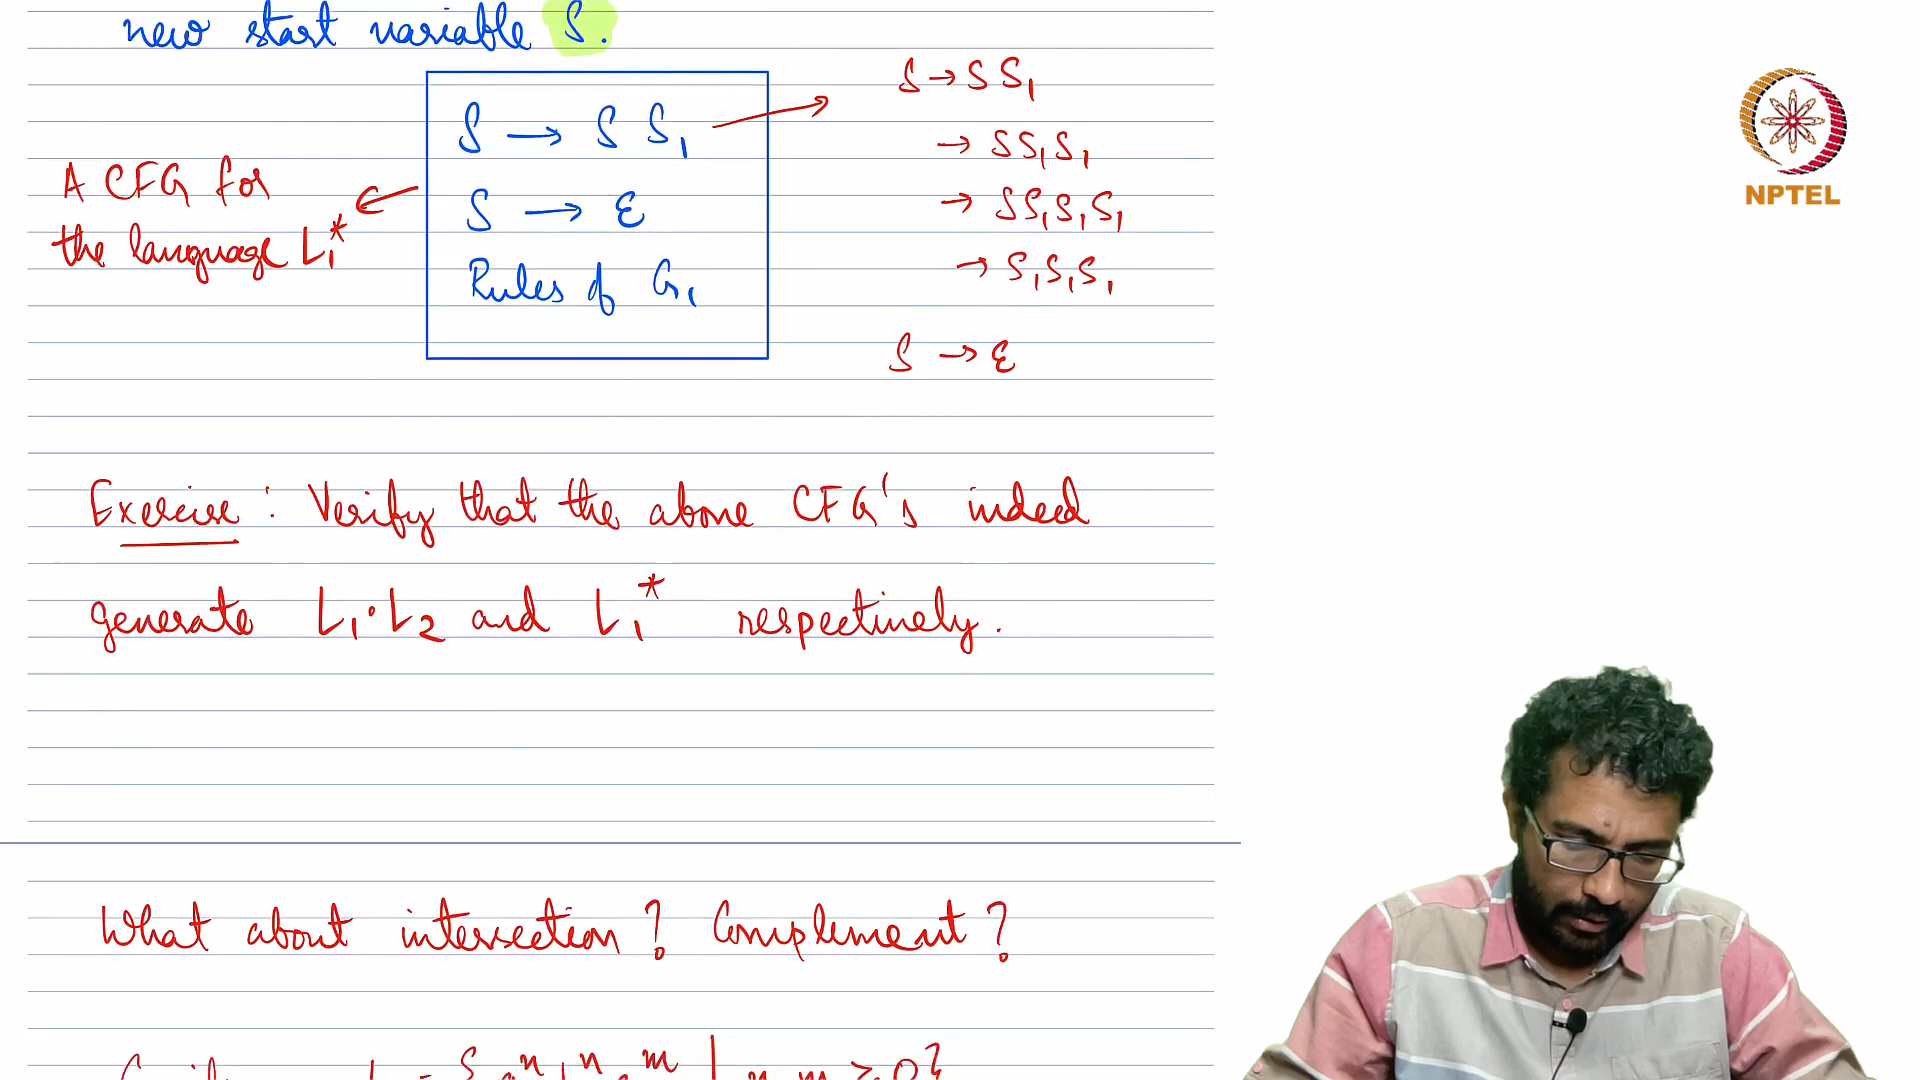 new start variable S.
S → S S₁
S → ε
Rules of G₁
A CFG for
the language L₁*
S → S S₁
→ S S₁ S₁
→ S S₁ S₁ S₁
→ S₁ S₁ S₁
S → ε
NPTEL
Exercise : Verify that the above CFG's indeed
generate L₁·L₂ and L₁* respectively.
What about intersection ? Complement ?